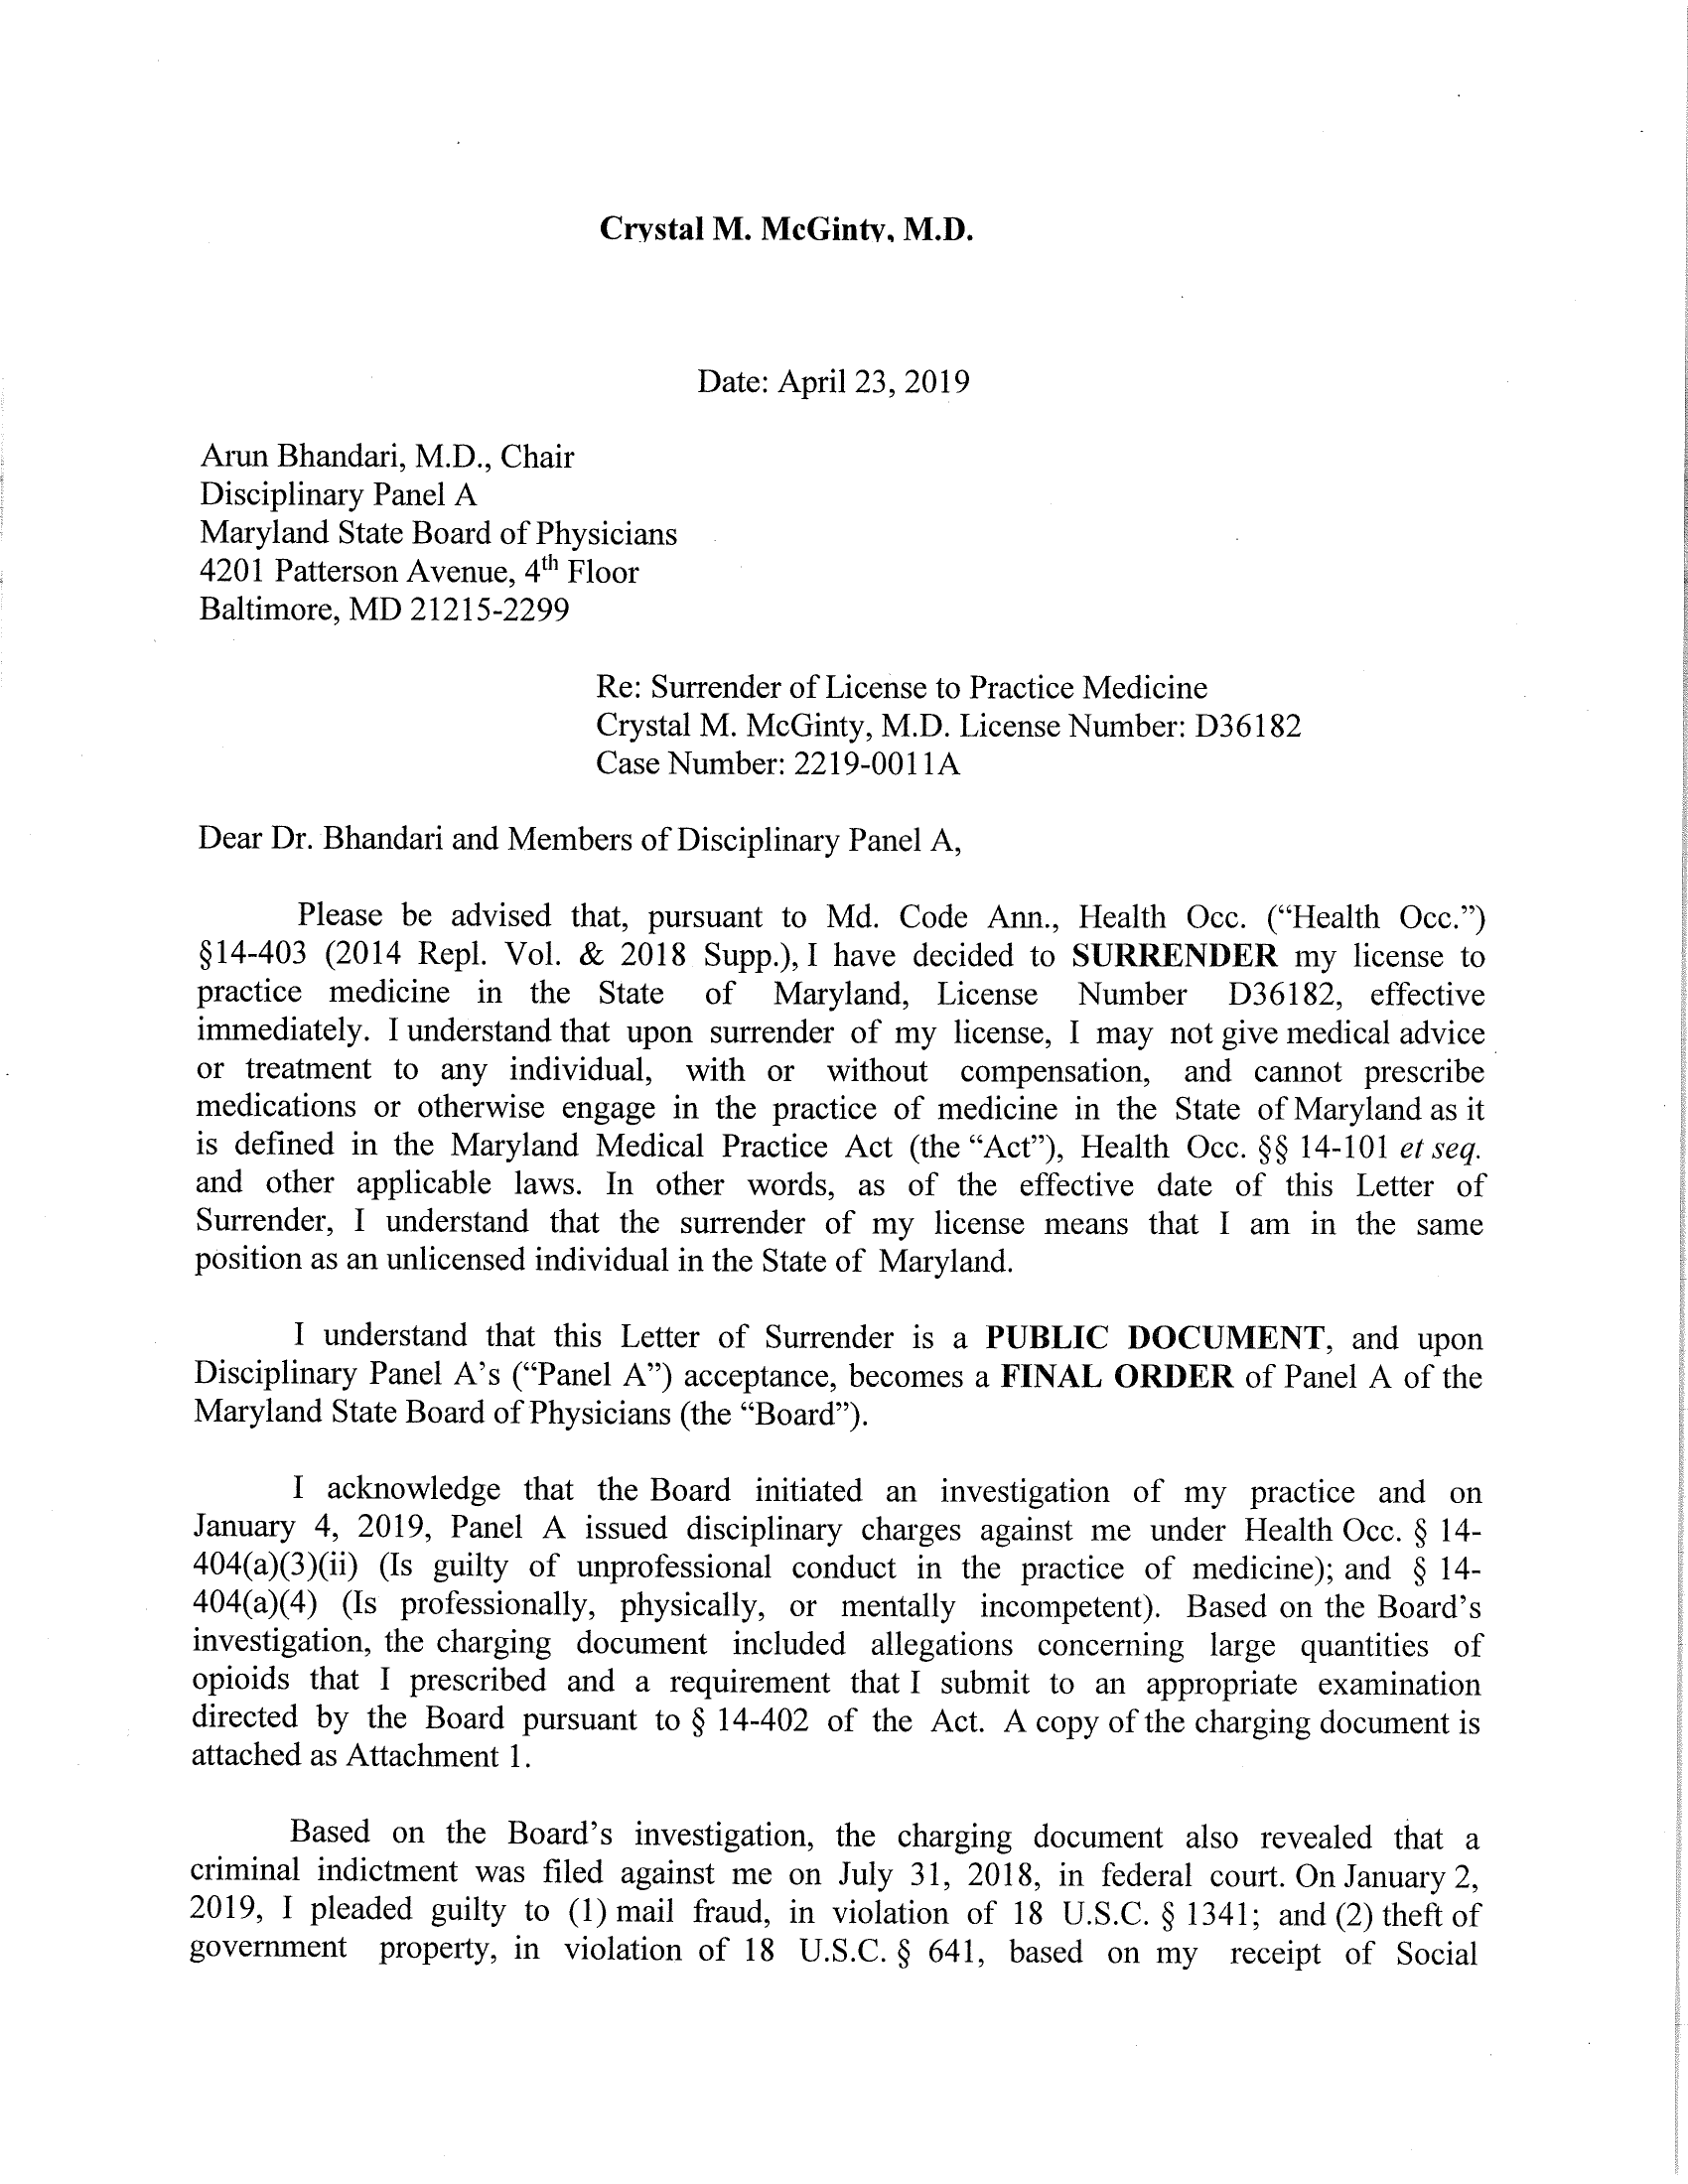 Crystal M. McGinty, M.D.
Date: April 23, 2019
Arun Bhandari, M.D., Chair
Disciplinary Panel A
Maryland State Board of Physicians
4201 Patterson Avenue, 4th Floor
Baltimore, MD 21215-2299
Re: Surrender of License to Practice Medicine
Crystal M. McGinty, M.D. License Number: D36182
Case Number: 2219-0011A
Dear Dr. Bhandari and Members of Disciplinary Panel A,
Please be advised that, pursuant to Md. Code Ann., Health Occ. (“Health Occ.”)
§14-403 (2014 Repl. Vol. & 2018 Supp.), I have decided to SURRENDER my license to
practice medicine in the State of Maryland, License Number D36182, effective
immediately. I understand that upon surrender of my license, I may not give medical advice
or treatment to any individual, with or without compensation, and cannot prescribe
medications or otherwise engage in the practice of medicine in the State of Maryland as it
is defined in the Maryland Medical Practice Act (the “Act”), Health Occ. §§ 14-101 et seq.
and other applicable laws. In other words, as of the effective date of this Letter of
Surrender, I understand that the surrender of my license means that I am in the same
position as an unlicensed individual in the State of Maryland.
I understand that this Letter of Surrender is a PUBLIC DOCUMENT, and upon
Disciplinary Panel A’s (“Panel A”) acceptance, becomes a FINAL ORDER of Panel A of the
Maryland State Board of Physicians (the “Board”).
I acknowledge that the Board initiated an investigation of my practice and on
January 4, 2019, Panel A issued disciplinary charges against me under Health Occ. § 14-
404(a)(3)(ii) (Is guilty of unprofessional conduct in the practice of medicine); and § 14-
404(a)(4) (Is professionally, physically, or mentally incompetent). Based on the Board’s
investigation, the charging document included allegations concerning large quantities of
opioids that I prescribed and a requirement that I submit to an appropriate examination
directed by the Board pursuant to § 14-402 of the Act. A copy of the charging document is
attached as Attachment 1.
Based on the Board’s investigation, the charging document also revealed that a
criminal indictment was filed against me on July 31, 2018, in federal court. On January 2,
2019, I pleaded guilty to (1) mail fraud, in violation of 18 U.S.C. § 1341; and (2) theft of
government property, in violation of 18 U.S.C. § 641, based on my receipt of Social